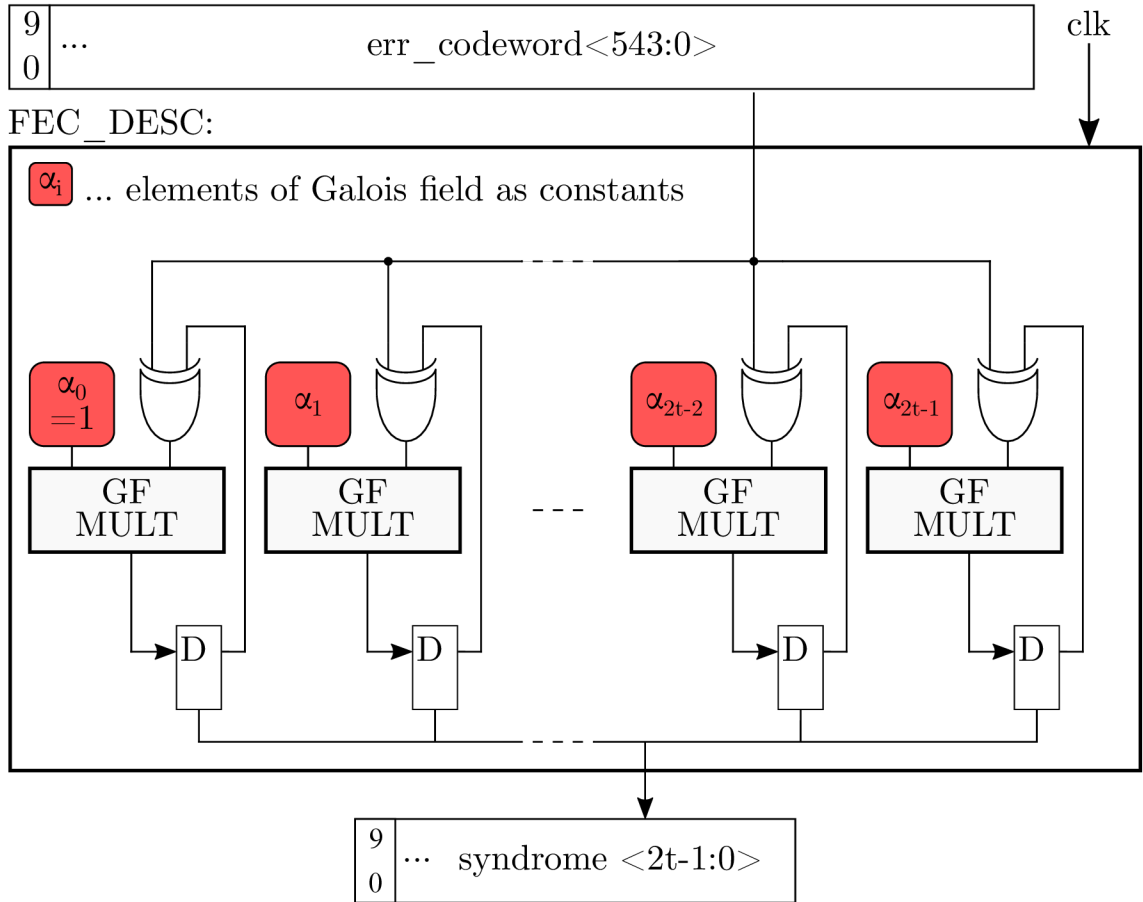 9
0
... err_codeword<543:0>
clk
FEC_DESC:
αi ... elements of Galois field as constants
α0
=1
α1
α2t-2
α2t-1
GF
MULT
GF
MULT
GF
MULT
GF
MULT
D
D
D
D
9
0
... syndrome <2t-1:0>